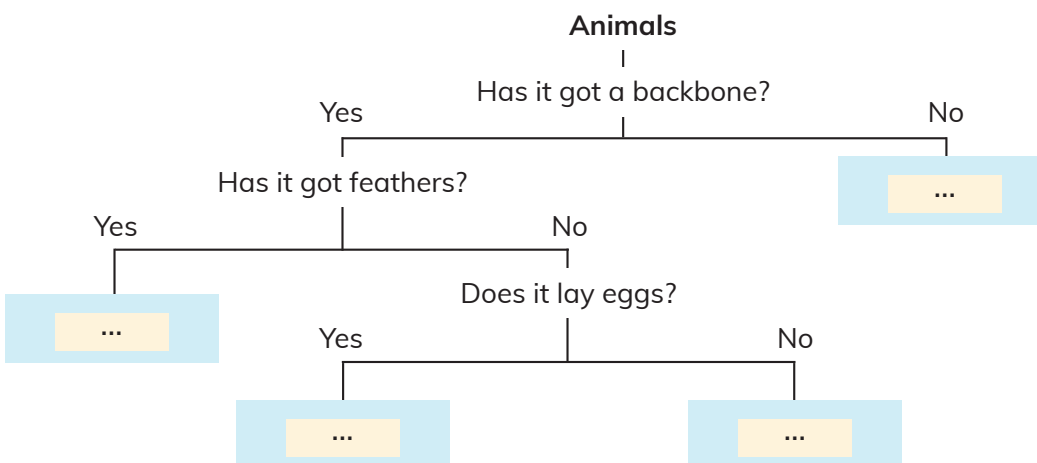 Animals
Has it got a backbone?
Yes
No
...
Has it got feathers?
Yes
No
...
Does it lay eggs?
Yes
No
...
...